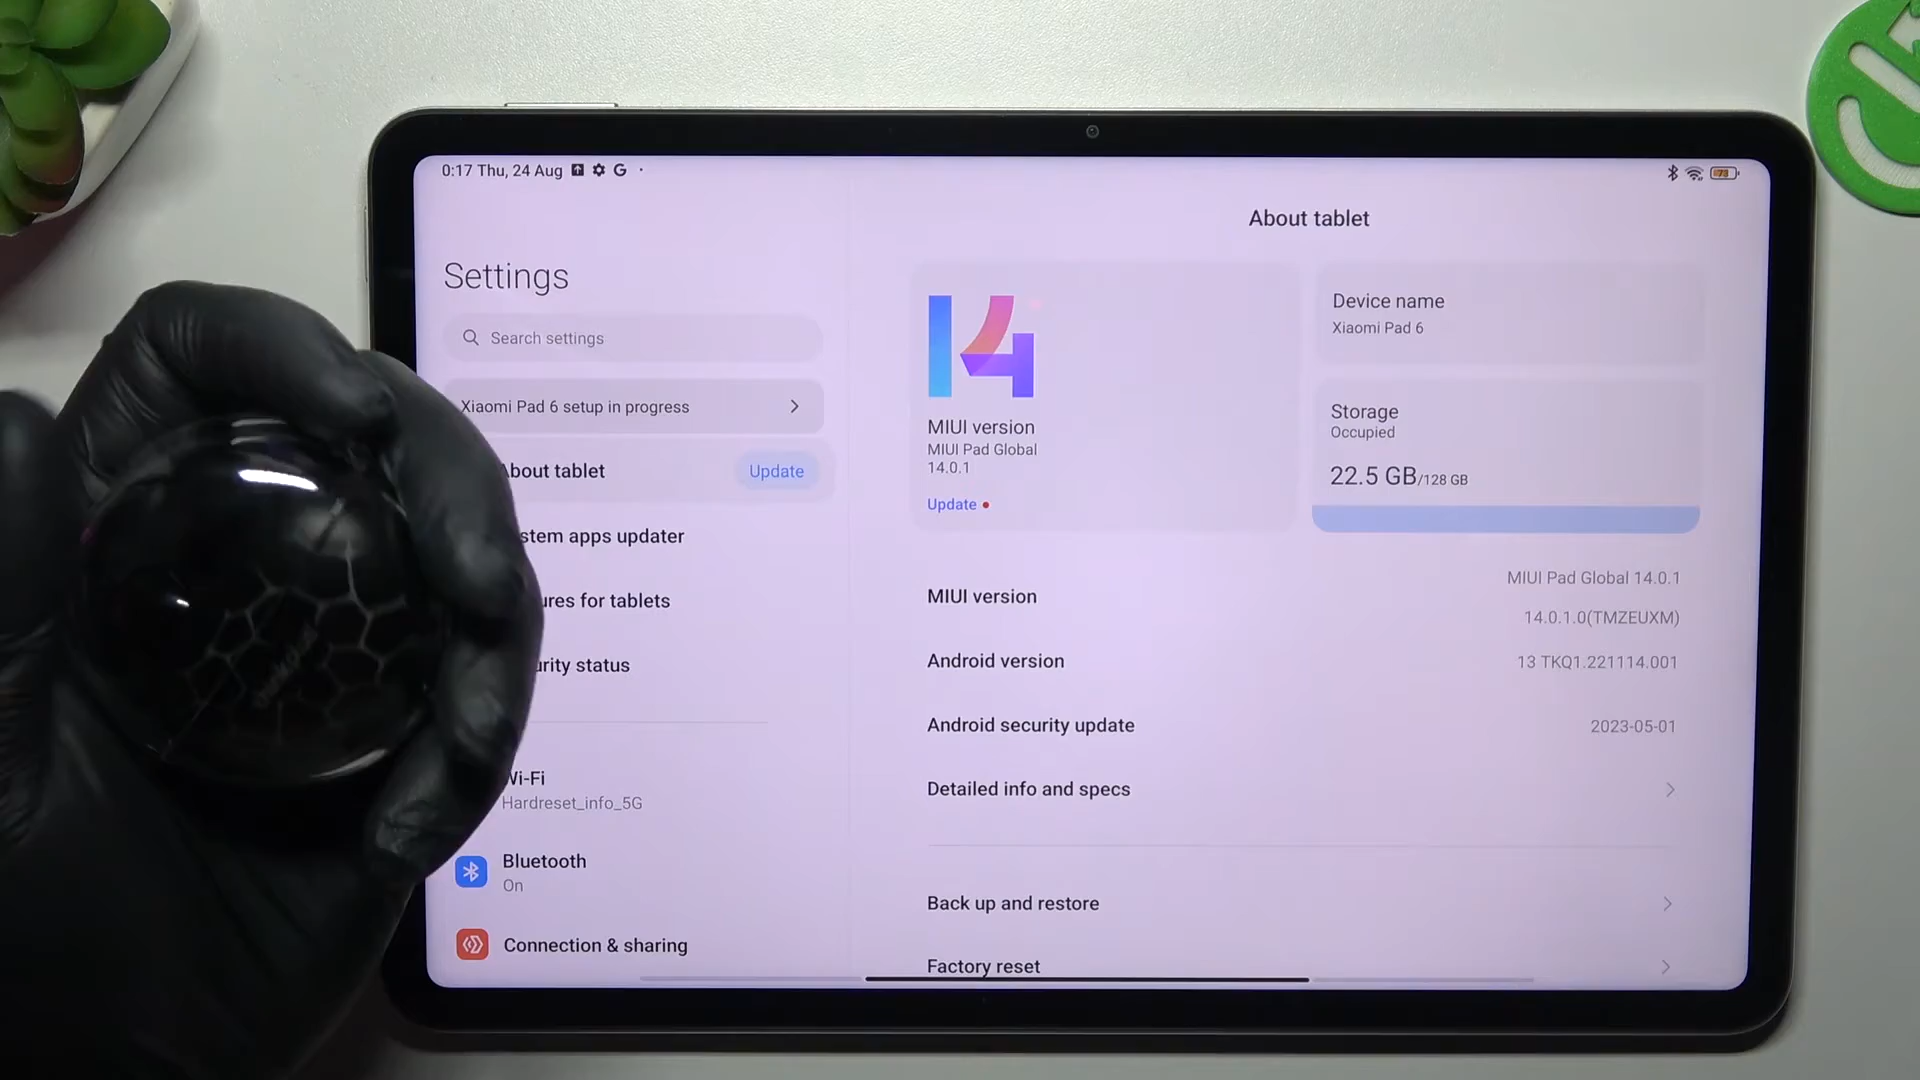 0:17 Thu, 24 Aug
73
Settings
Search settings
Xiaomi Pad 6 setup in progress
About tablet
Update
stem apps updater
ures for tablets
urity status
Wi-Fi
Hardreset_info_5G
Bluetooth
On
Connection & sharing
About tablet
MIUI version
MIUI Pad Global
14.0.1
Update
Device name
Xiaomi Pad 6
Storage
Occupied
22.5 GB/128 GB
MIUI version
MIUI Pad Global 14.0.1
14.0.1.0(TMZEUXM)
Android version
13 TKQ1.221114.001
Android security update
2023-05-01
Detailed info and specs
Back up and restore
Factory reset